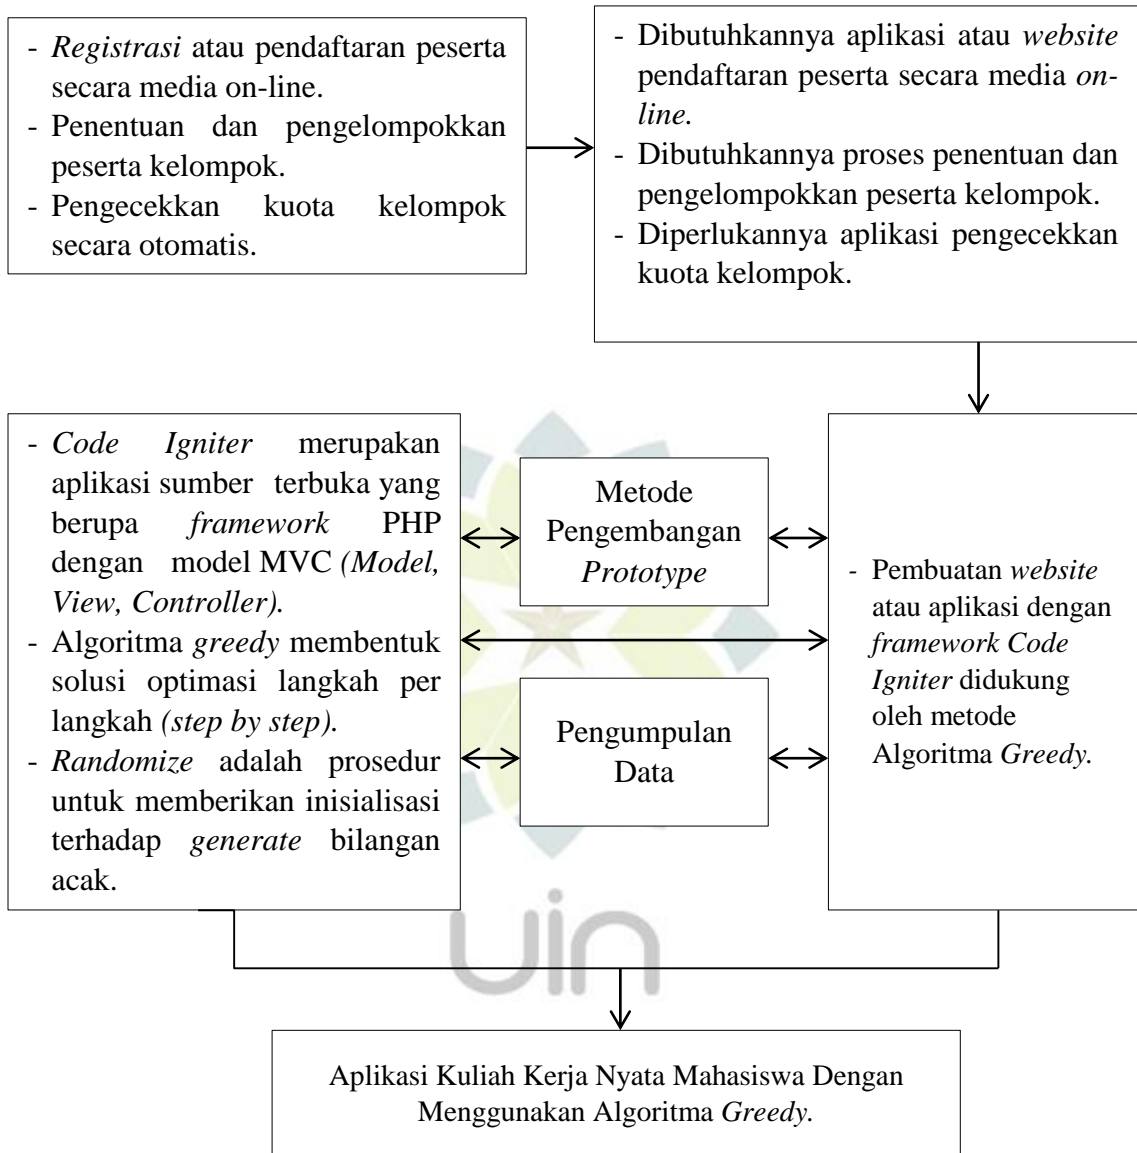 - Registrasi atau pendaftaran peserta
secara media on-line.
- Penentuan dan pengelompokkan
peserta kelompok.
- Pengecekkan kuota kelompok
secara otomatis.
- Dibutuhkannya aplikasi atau website
pendaftaran peserta secara media on-
line.
- Dibutuhkannya proses penentuan dan
pengelompokkan peserta kelompok.
- Diperlukannya aplikasi pengecekkan
kuota kelompok.
- Code Igniter merupakan
aplikasi sumber terbuka yang
berupa framework PHP
dengan model MVC (Model,
View, Controller).
- Algoritma greedy membentuk
solusi optimasi langkah per
langkah (step by step).
- Randomize adalah prosedur
untuk memberikan inisialisasi
terhadap generate bilangan
acak.
Metode
Pengembangan
Prototype
Pengumpulan
Data
- Pembuatan website
atau aplikasi dengan
framework Code
Igniter didukung
oleh metode
Algoritma Greedy.
uin
Aplikasi Kuliah Kerja Nyata Mahasiswa Dengan
Menggunakan Algoritma Greedy.